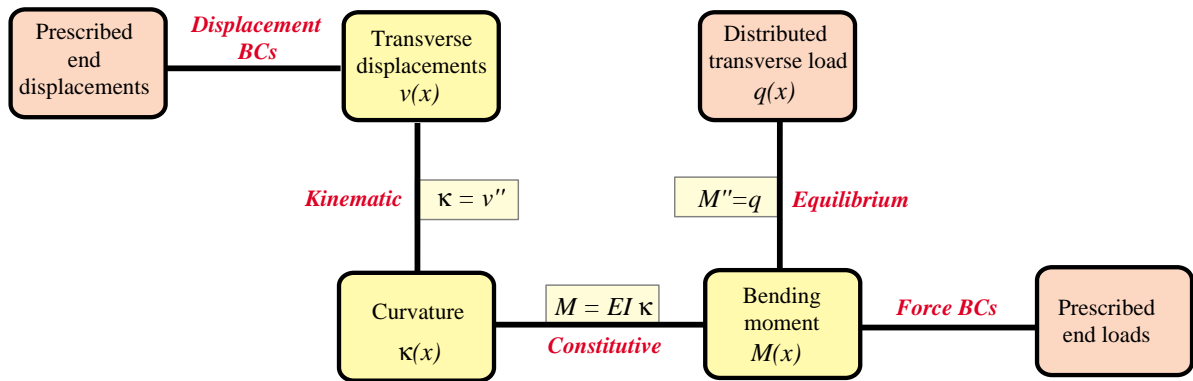 Prescribed
end
displacements
Displacement
BCs
Transverse
displacements
v(x)
Distributed
transverse load
q(x)
Kinematic
κ = v''
M''=q
Equilibrium
Curvature
κ(x)
M = EI κ
Constitutive
Bending
moment
M(x)
Force BCs
Prescribed
end loads